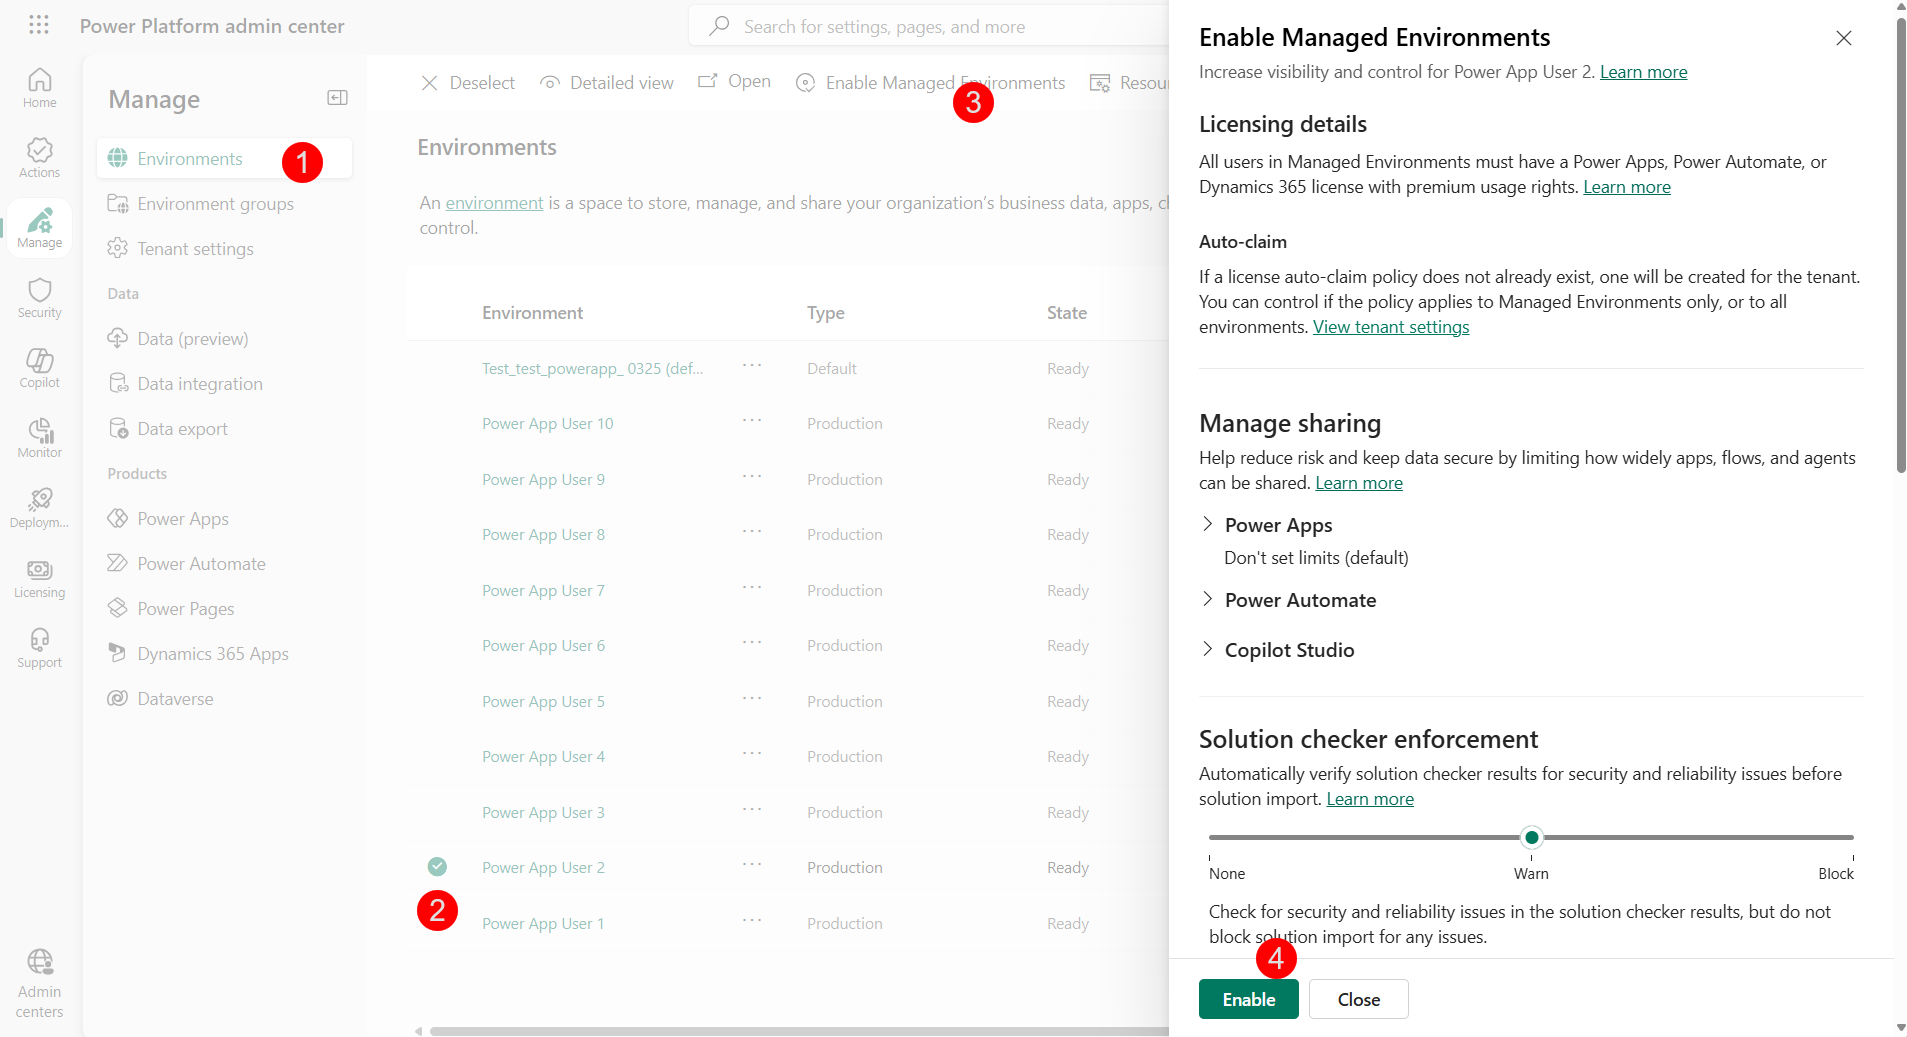 Power Platform admin center
Search for settings, pages, and more
Home
Actions
Manage
Security
Copilot
Monitor
Deploym...
Licensing
Support
Admin
centers
Manage
Environments
1
Environment groups
Tenant settings
Data
Data (preview)
Data integration
Data export
Products
Power Apps
Power Automate
Power Pages
Dynamics 365 Apps
Dataverse
Deselect
Detailed view
Open
Enable Managed Environments
3
Resou
Environments
An environment is a space to store, manage, and share your organization's business data, apps, c
control.
Environment Type State
Test_test_powerapp_ 0325 (def... ... Default Ready
Power App User 10 ... Production Ready
Power App User 9 ... Production Ready
Power App User 8 ... Production Ready
Power App User 7 ... Production Ready
Power App User 6 ... Production Ready
Power App User 5 ... Production Ready
Power App User 4 ... Production Ready
Power App User 3 ... Production Ready
Power App User 2 ... Production Ready
2
Power App User 1 ... Production Ready
Enable Managed Environments
Increase visibility and control for Power App User 2. Learn more
Licensing details
All users in Managed Environments must have a Power Apps, Power Automate, or
Dynamics 365 license with premium usage rights. Learn more
Auto-claim
If a license auto-claim policy does not already exist, one will be created for the tenant.
You can control if the policy applies to Managed Environments only, or to all
environments. View tenant settings
Manage sharing
Help reduce risk and keep data secure by limiting how widely apps, flows, and agents
can be shared. Learn more
Power Apps
Don't set limits (default)
Power Automate
Copilot Studio
Solution checker enforcement
Automatically verify solution checker results for security and reliability issues before
solution import. Learn more
None Warn Block
Check for security and reliability issues in the solution checker results, but do not
block solution import for any issues.
4
Enable Close